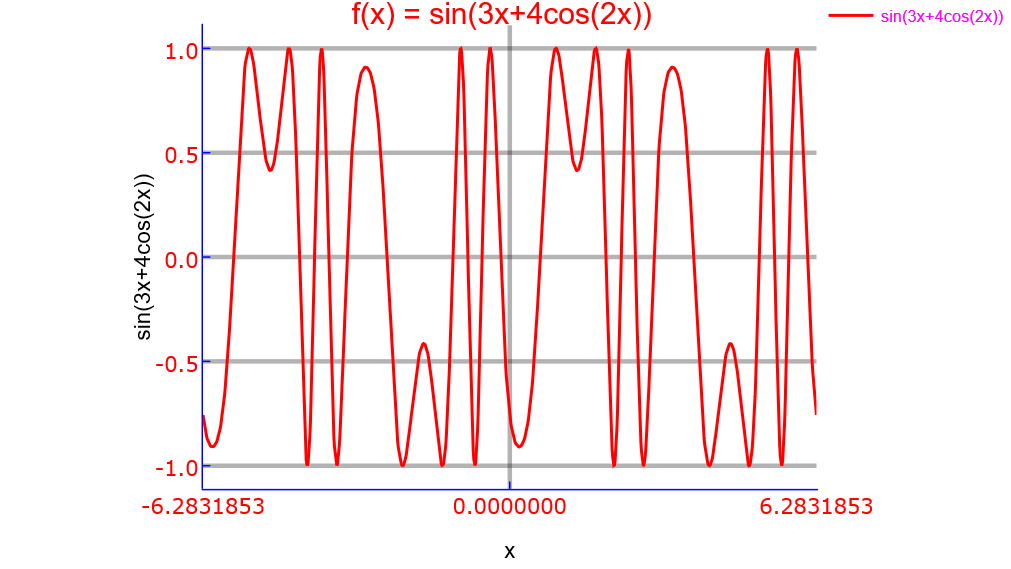 f(x) = sin(3x+4cos(2x))
sin(3x+4cos(2x))
1.0
0.5
0.0
-0.5
-1.0
sin(3x+4cos(2x))
-6.2831853
0.0000000
6.2831853
x